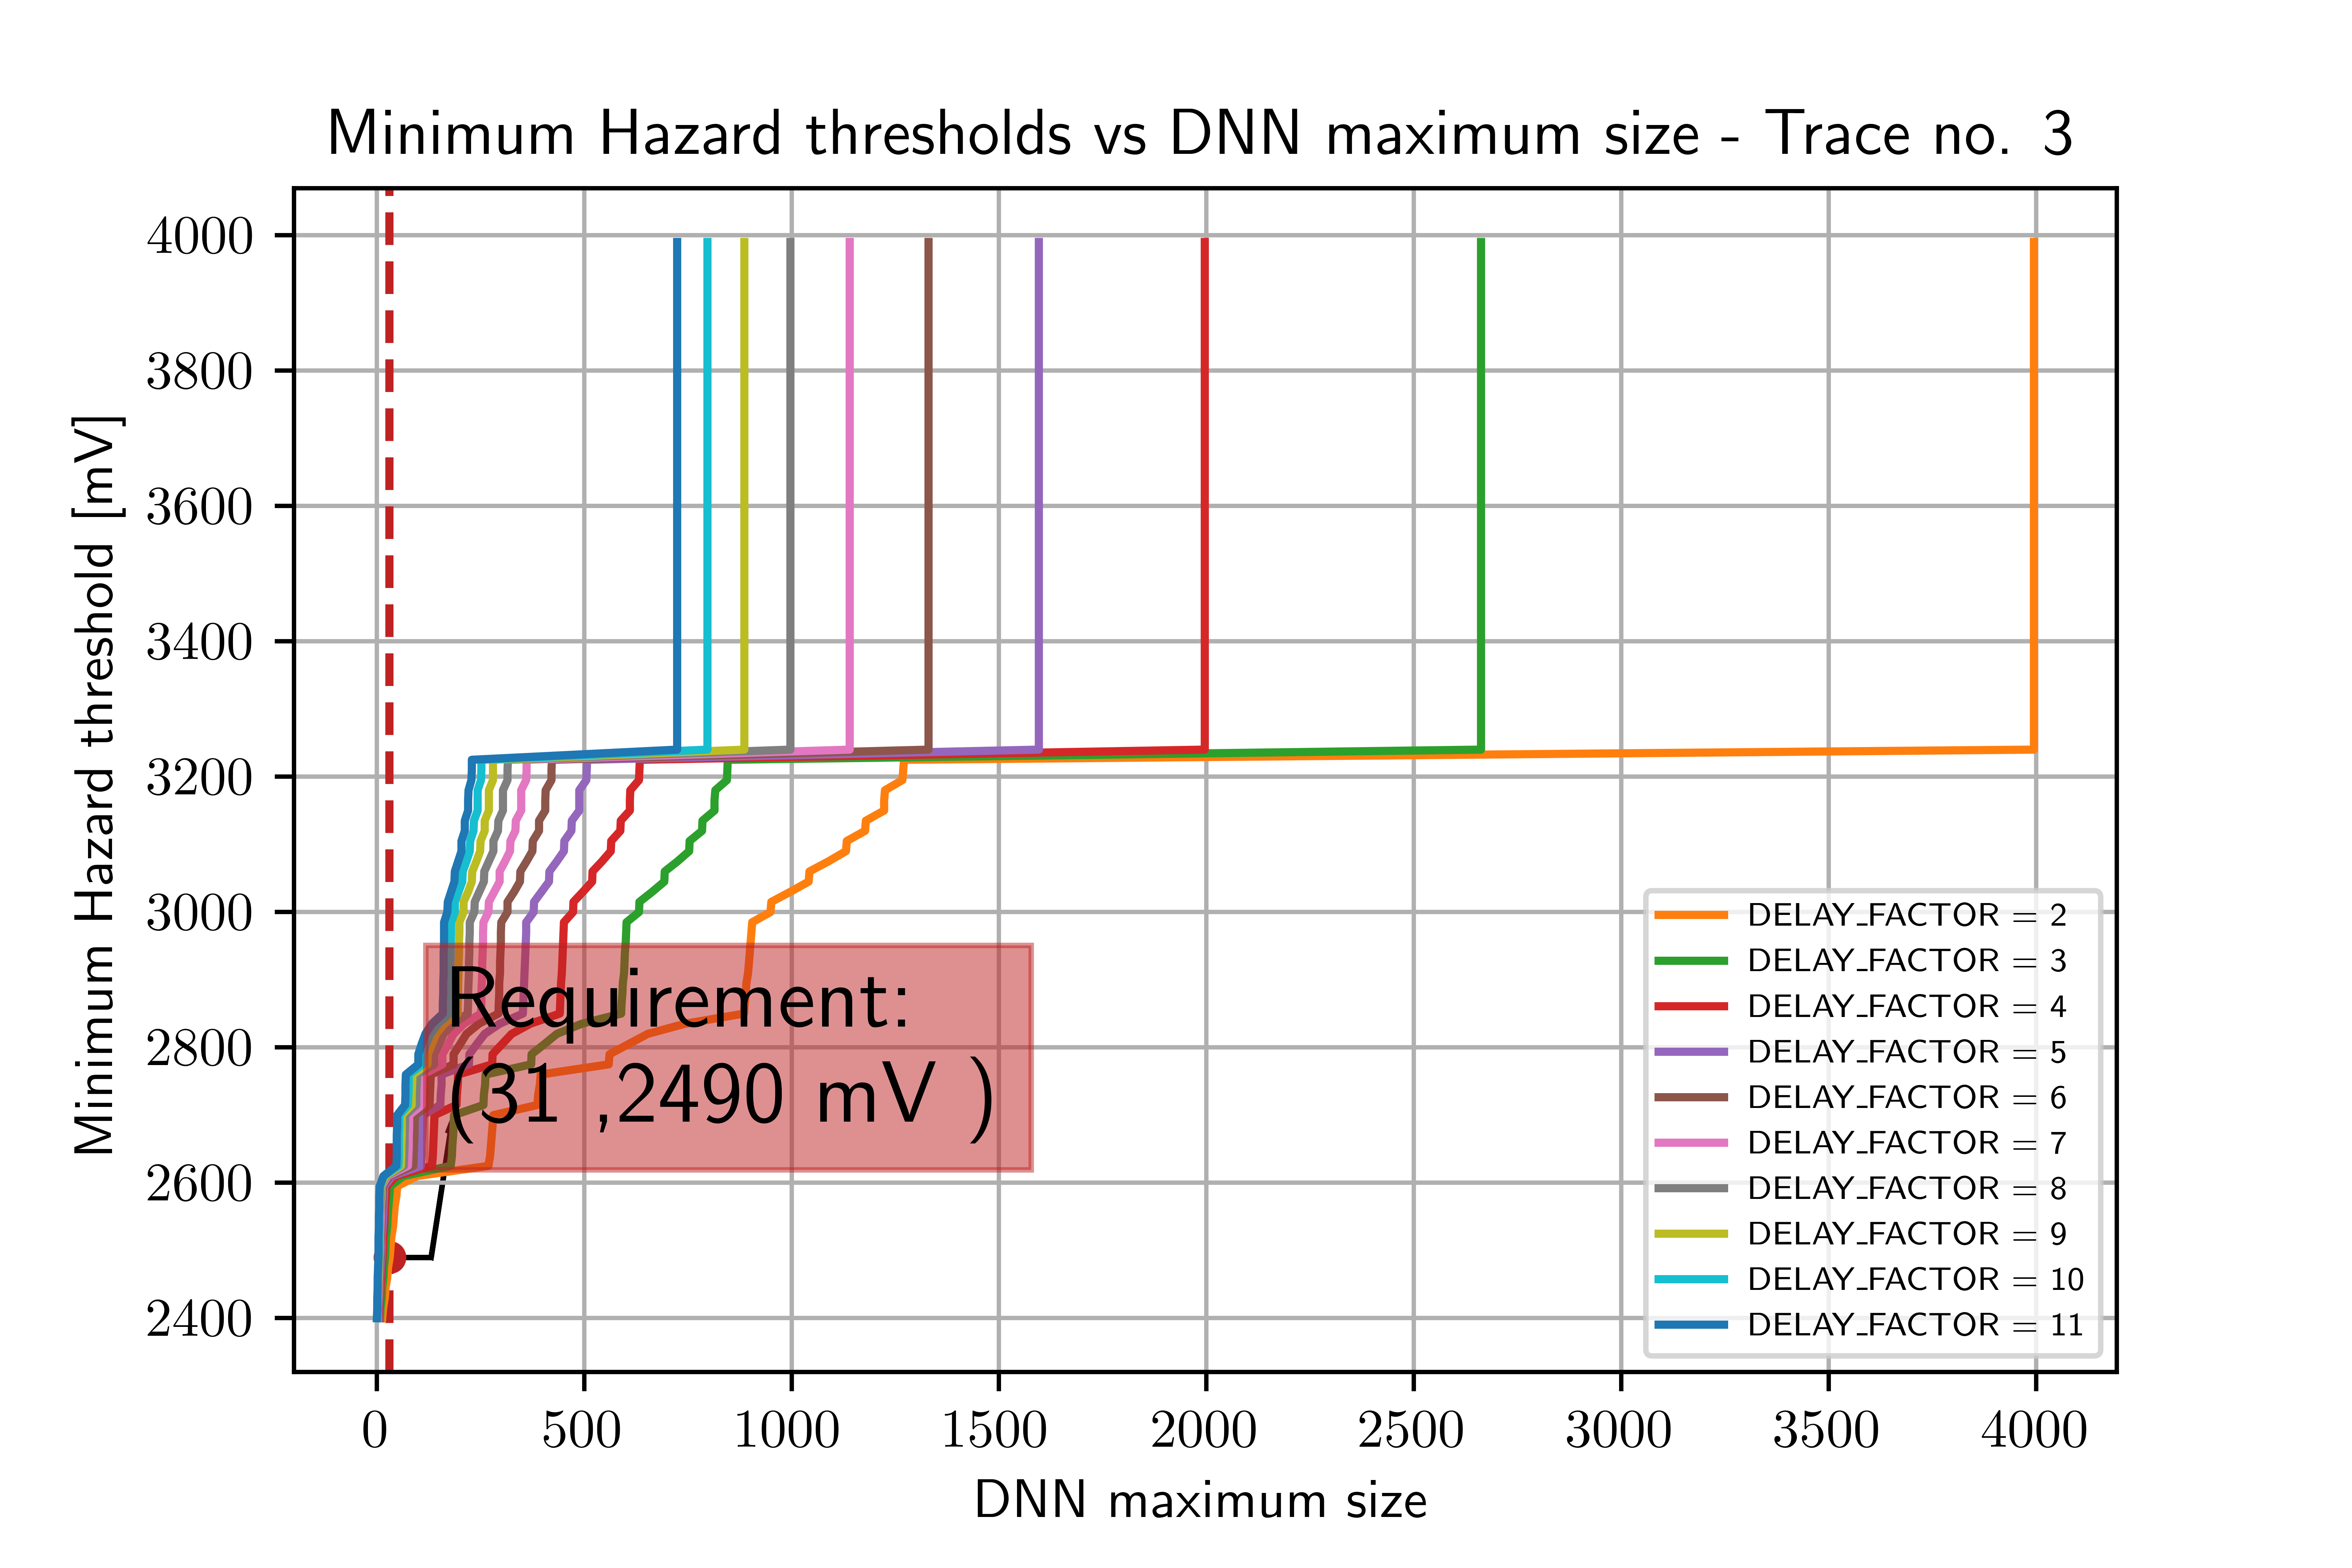 Minimum Hazard thresholds vs DNN maximum size - Trace no. 3
Minimum Hazard threshold [mV]
4000
3800
3600
3400
3200
3000
2800
2600
2400
Requirement:
(31 ,2490 mV )
DELAY_FACTOR = 2
DELAY_FACTOR = 3
DELAY_FACTOR = 4
DELAY_FACTOR = 5
DELAY_FACTOR = 6
DELAY_FACTOR = 7
DELAY_FACTOR = 8
DELAY_FACTOR = 9
DELAY_FACTOR = 10
DELAY_FACTOR = 11
0 500 1000 1500 2000 2500 3000 3500 4000
DNN maximum size